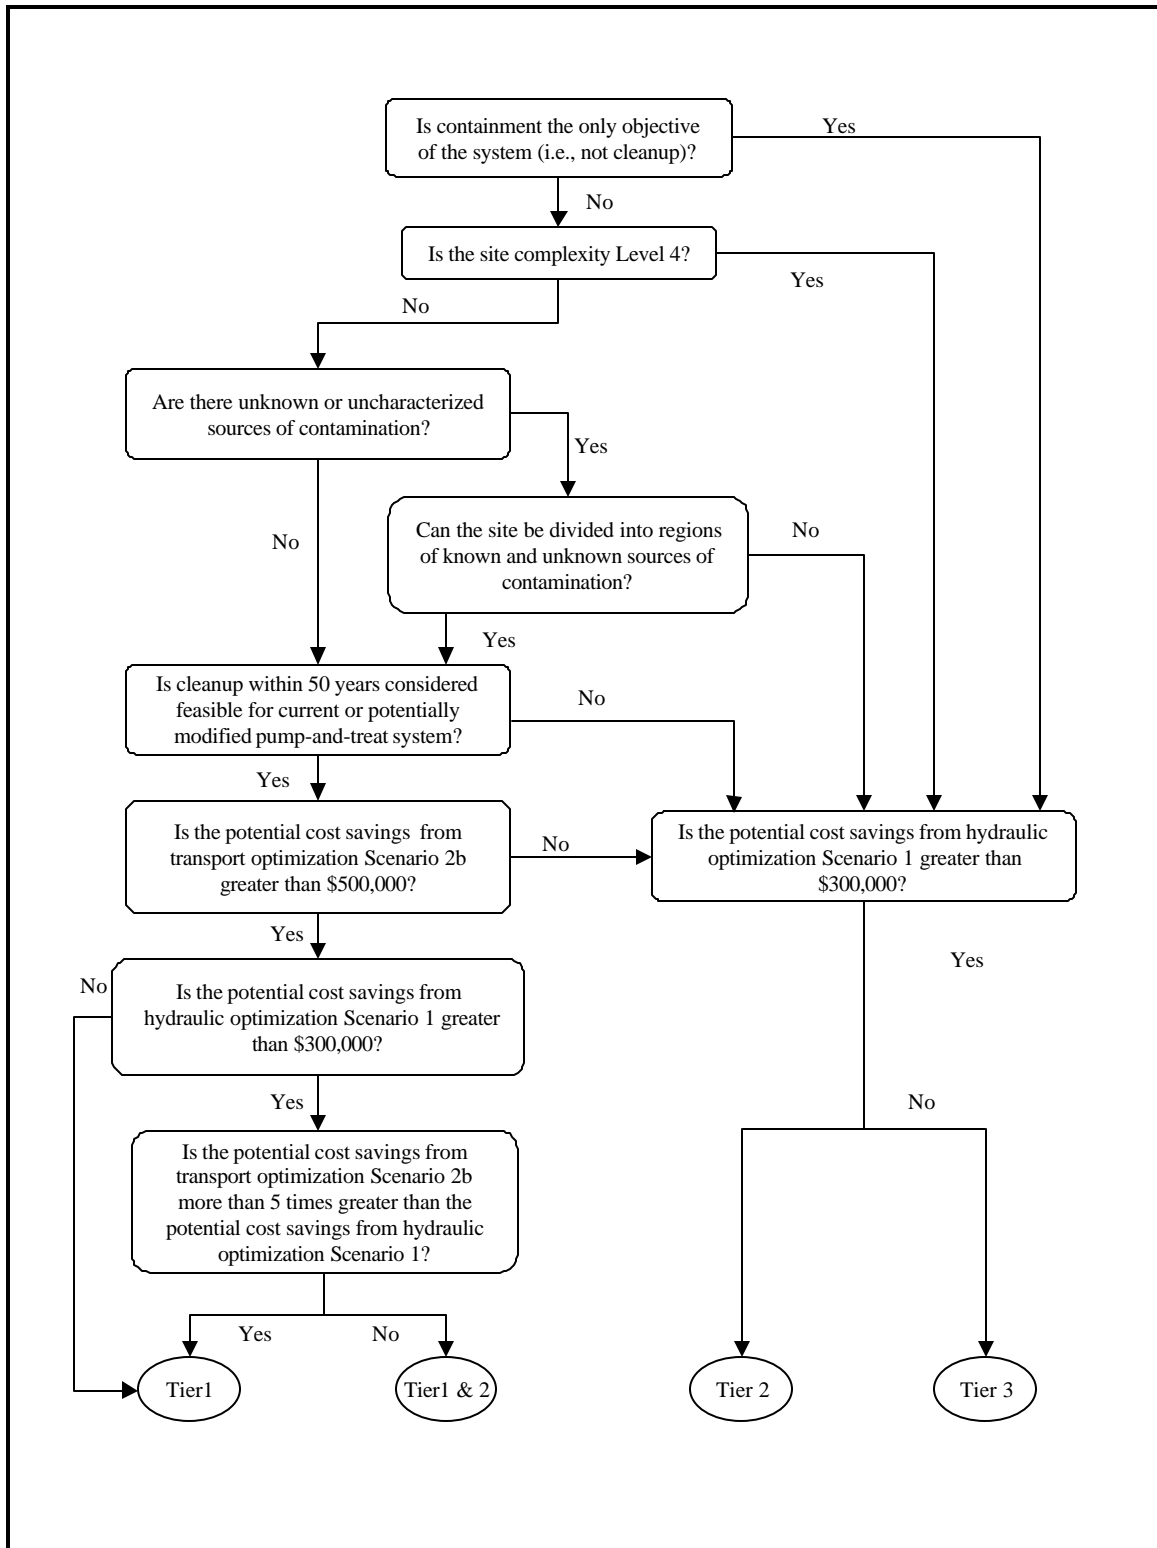 Is containment the only objective
of the system (i.e., not cleanup)?
Yes
No
Is the site complexity Level 4?
Yes
No
Are there unknown or uncharacterized
sources of contamination?
Yes
No
Can the site be divided into regions
of known and unknown sources of
contamination?
No
Yes
Is cleanup within 50 years considered
feasible for current or potentially
modified pump-and-treat system?
No
Yes
Is the potential cost savings from
transport optimization Scenario 2b
greater than $500,000?
No
Is the potential cost savings from hydraulic
optimization Scenario 1 greater than
$300,000?
Yes
Yes
No
Is the potential cost savings from
hydraulic optimization Scenario 1 greater
than $300,000?
Yes
No
Is the potential cost savings from
transport optimization Scenario 2b
more than 5 times greater than the
potential cost savings from hydraulic
optimization Scenario 1?
Yes
No
Tier1
Tier1 & 2
Tier 2
Tier 3